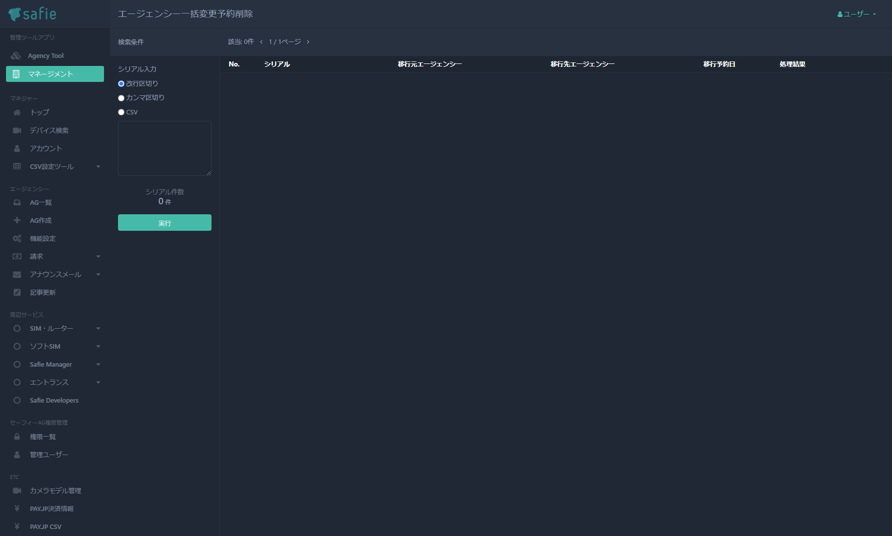 safie
エージェンシー一括変更予約削除
ユーザー
管理ツールアプリ
Agency Tool
マネージメント
マネジャー
トップ
デバイス検索
アカウント
CSV設定ツール
エージェンシー
AG一覧
AG作成
機能設定
請求
アナウンスメール
記事更新
周辺サービス
SIM・ルーター
ソフトSIM
Safie Manager
エントランス
Safie Developers
セーフィーAG権限管理
権限一覧
管理ユーザー
ETC
カメラモデル管理
PAY.JP決済情報
PAY.JP CSV
検索条件
シリアル入力
改行区切り
カンマ区切り
CSV
シリアル件数
0 件
実行
該当: 0件 ‹ 1 / 1ページ ›
No. シリアル 移行元エージェンシー 移行先エージェンシー 移行予約日 処理結果